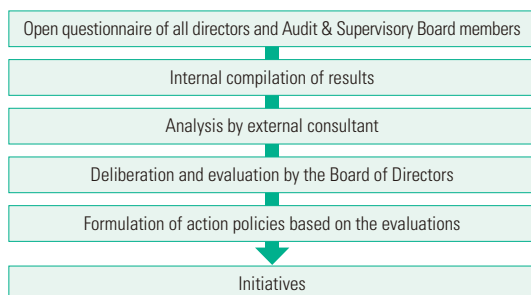 Open questionnaire of all directors and Audit & Supervisory Board members
Internal compilation of results
Analysis by external consultant
Deliberation and evaluation by the Board of Directors
Formulation of action policies based on the evaluations
Initiatives